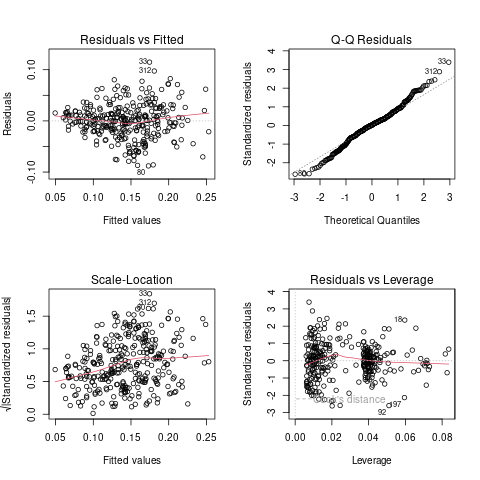 Residuals vs Fitted
Residuals
-0.10 0.00 0.10
33
312
80
0.05 0.10 0.15 0.20 0.25
Fitted values
Q-Q Residuals
Standardized residuals
-2 -1 0 1 2 3 4
33
312
-3 -2 -1 0 1 2 3
Theoretical Quantiles
Scale-Location
√|Standardized residuals|
0.0 0.5 1.0 1.5
33
312
80
0.05 0.10 0.15 0.20 0.25
Fitted values
Residuals vs Leverage
Standardized residuals
-3 -2 -1 0 1 2 3 4
18
197
92
Cook's distance
0.00 0.02 0.04 0.06 0.08
Leverage